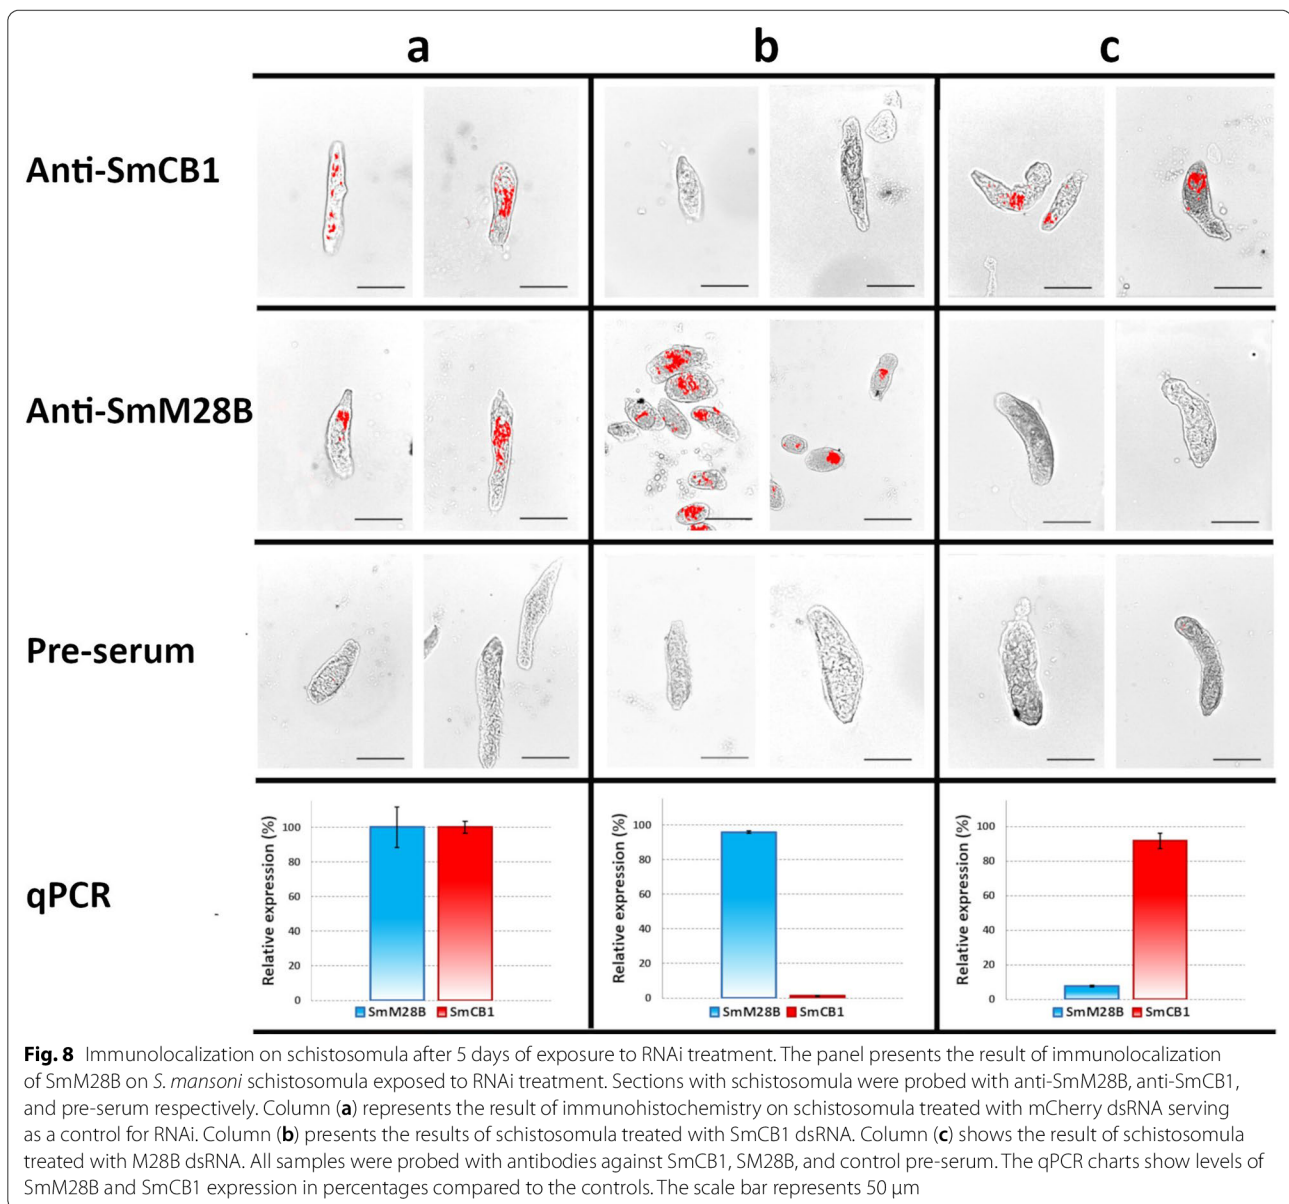 a b c
Anti-SmCB1
Anti-SmM28B
Pre-serum
qPCR
Relative expression (%)
100
80
60
40
20
0
SmM28B SmCB1
Relative expression (%)
100
80
60
40
20
0
SmM28B SmCB1
Relative expression (%)
100
80
60
40
20
0
SmM28B SmCB1
Fig. 8 Immunolocalization on schistosomula after 5 days of exposure to RNAi treatment. The panel presents the result of immunolocalization
of SmM28B on S. mansoni schistosomula exposed to RNAi treatment. Sections with schistosomula were probed with anti-SmM28B, anti-SmCB1,
and pre-serum respectively. Column (a) represents the result of immunohistochemistry on schistosomula treated with mCherry dsRNA serving
as a control for RNAi. Column (b) presents the results of schistosomula treated with SmCB1 dsRNA. Column (c) shows the result of schistosomula
treated with M28B dsRNA. All samples were probed with antibodies against SmCB1, SM28B, and control pre-serum. The qPCR charts show levels of
SmM28B and SmCB1 expression in percentages compared to the controls. The scale bar represents 50 μm